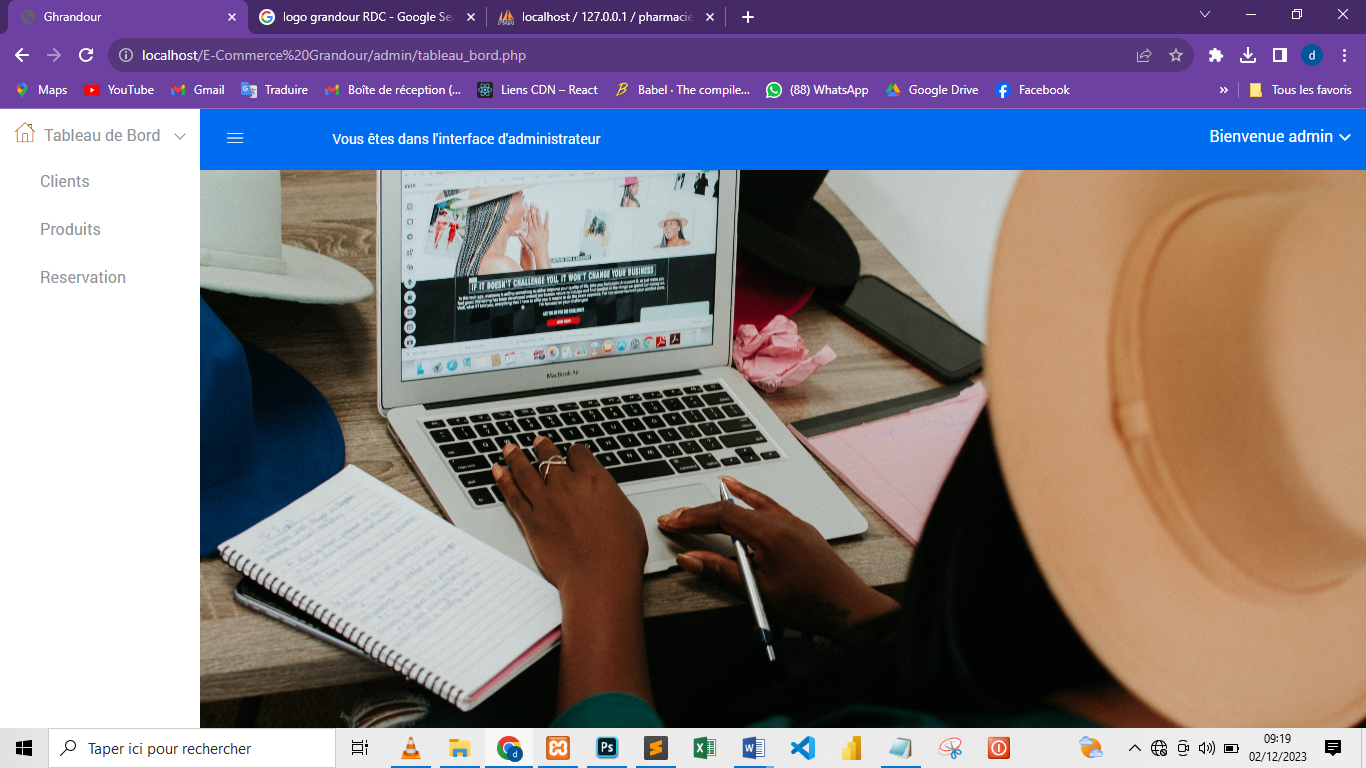 Ghrandour
logo grandour RDC - Google Se
localhost / 127.0.0.1 / pharmacie
localhost/E-Commerce%20Grandour/admin/tableau_bord.php
d
Maps
YouTube
Gmail
Traduire
Boîte de réception (...
Liens CDN – React
Babel · The compile...
(88) WhatsApp
Google Drive
Facebook
»
Tous les favoris
Tableau de Bord
Vous êtes dans l'interface d'administrateur
Bienvenue admin
Clients
Produits
Reservation
WiX
IF IT DOESN'T CHALLENGE YOU, IT WON'T CHANGE YOUR BUSINESS
MacBook Air
Taper ici pour rechercher
09:19
02/12/2023